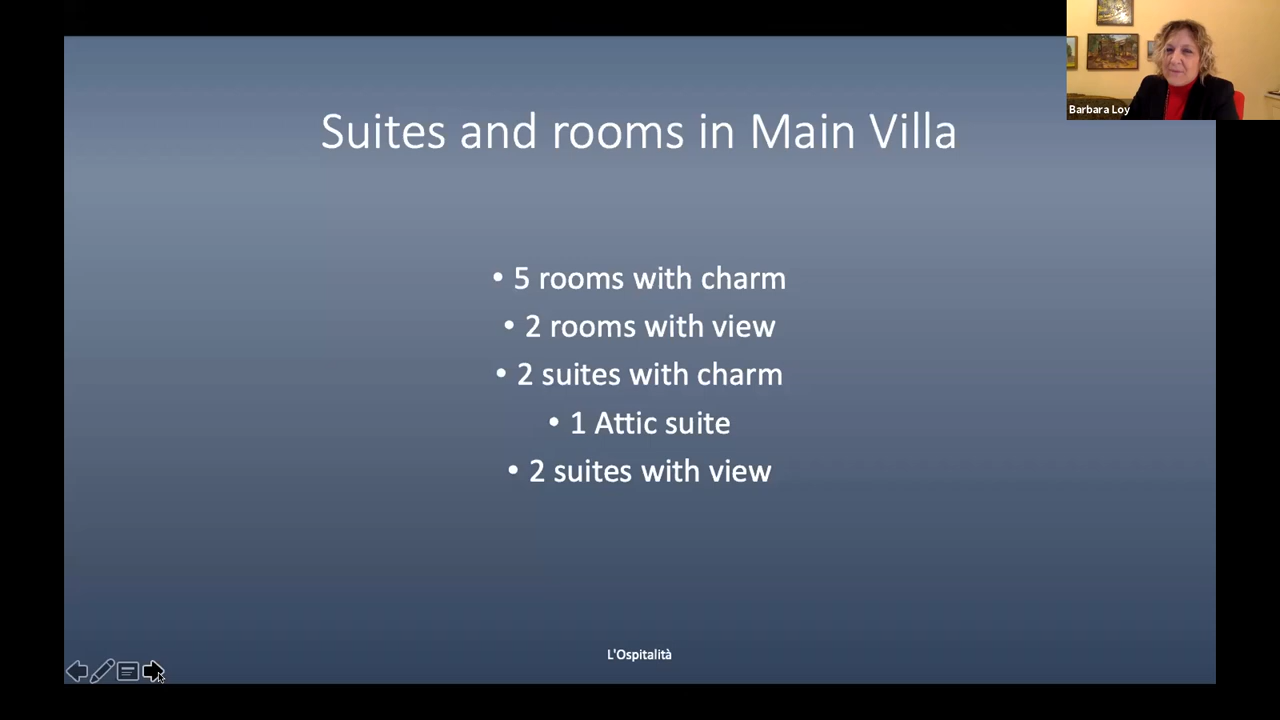 Barbara Loy
Suites and rooms in Main Villa
• 5 rooms with charm
• 2 rooms with view
• 2 suites with charm
• 1 Attic suite
• 2 suites with view
L'Ospitalità